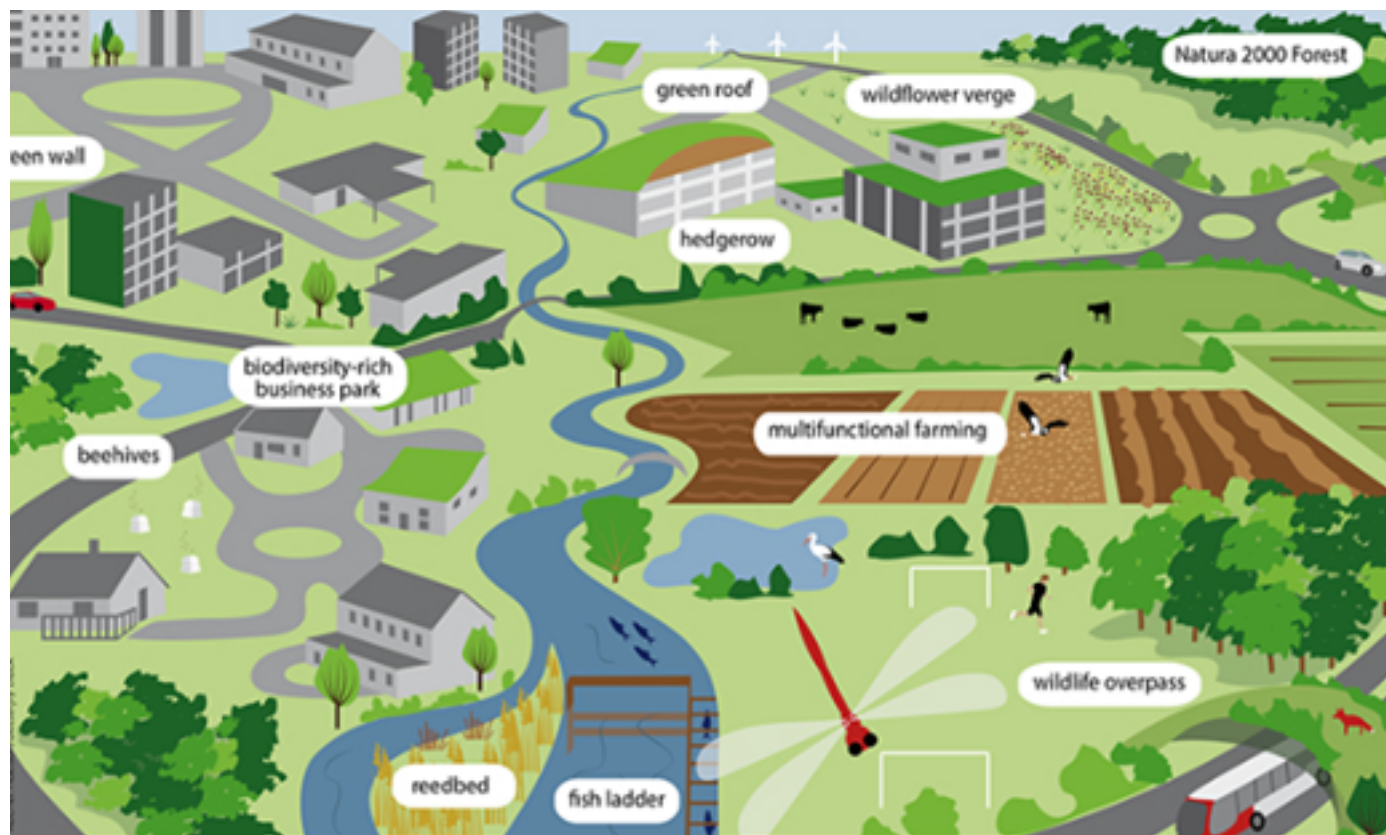 Natura 2000 Forest
green roof
wildflower verge
een wall
hedgerow
biodiversity-rich
business park
multifunctional farming
beehives
wildlife overpass
reedbed
fish ladder